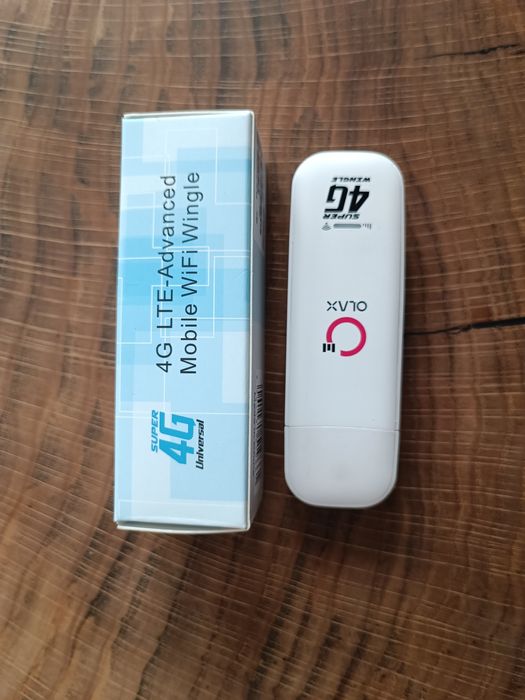 4G LTE-Advanced
Mobile WiFi Wingle
SUPER
4G
Universal
SUPER
4G
WINGLE
OLAX